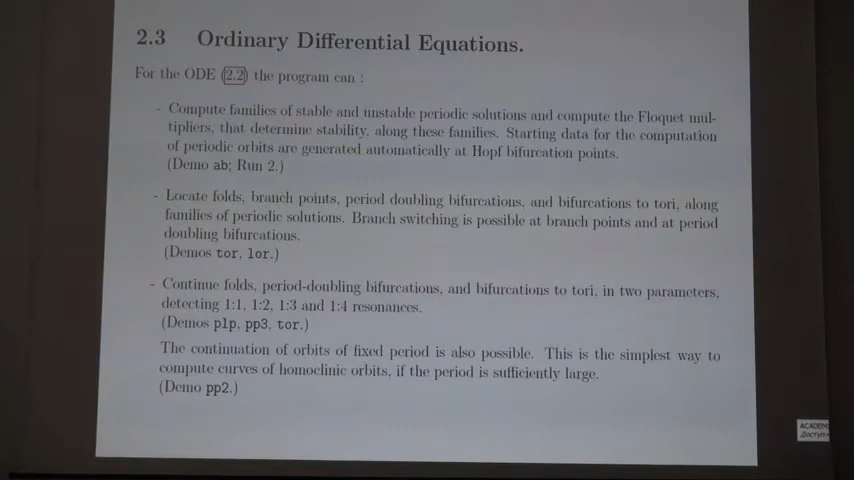 2.3 Ordinary Differential Equations.
For the ODE (2.2) the program can :
- Compute families of stable and unstable periodic solutions and compute the Floquet mul-
tipliers, that determine stability, along these families. Starting data for the computation
of periodic orbits are generated automatically at Hopf bifurcation points.
(Demo ab; Run 2.)
- Locate folds, branch points, period doubling bifurcations, and bifurcations to tori, along
families of periodic solutions. Branch switching is possible at branch points and at period
doubling bifurcations.
(Demos tor, lor.)
- Continue folds, period-doubling bifurcations, and bifurcations to tori, in two parameters,
detecting 1:1, 1:2, 1:3 and 1:4 resonances.
(Demos plp, pp3, tor.)
The continuation of orbits of fixed period is also possible. This is the simplest way to
compute curves of homoclinic orbits, if the period is sufficiently large.
(Demo pp2.)